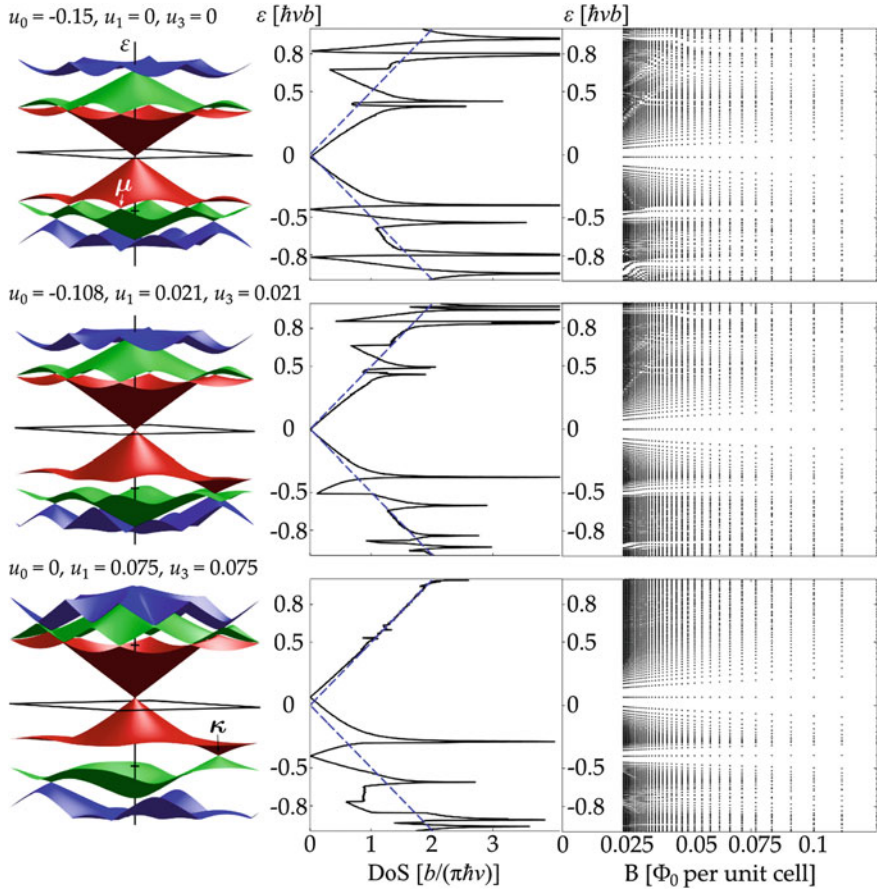 u₀ = -0.15, u₁ = 0, u₃ = 0
ε [ħvb]
ε [ħvb]
ε
0.8
0.5
0
-0.5
-0.8
μ
0.8
0.5
0
-0.5
-0.8
u₀ = -0.108, u₁ = 0.021, u₃ = 0.021
0.8
0.5
0
-0.5
-0.8
0.8
0.5
0
-0.5
-0.8
u₀ = 0, u₁ = 0.075, u₃ = 0.075
0.8
0.5
0
-0.5
-0.8
κ
0.8
0.5
0
-0.5
-0.8
0 1 2 3
DoS [b/(πħv)]
0 0.025 0.05 0.075 0.1
B [Φ₀ per unit cell]